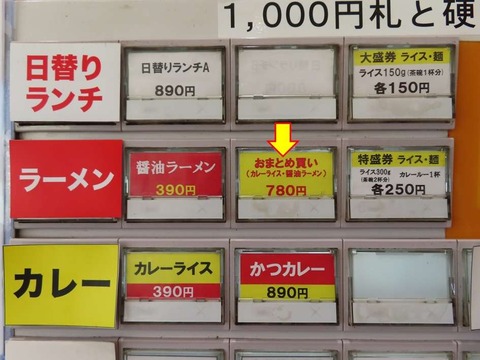 1,000円札と硬
日替り
ランチ
日替りランチA
890円
大盛券 ライス・麺
ライス150g(茶碗1杯分)
各150円
ラーメン
醤油ラーメン
390円
おまとめ買い
(カレーライス・醤油ラーメン)
780円
特盛券 ライス・麺
ライス300g
(茶碗2杯分)
カレールー1杯
各250円
カレー
カレーライス
390円
かつカレー
890円